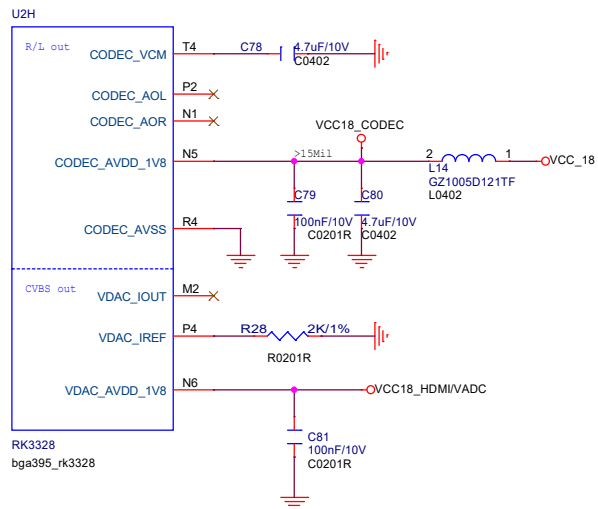 U2H
R/L out
CODEC_VCM
T4
C78
4.7uF/10V
C0402
CODEC_AOL
P2
CODEC_AOR
N1
VCC18_CODEC
CODEC_AVDD_1V8
N5
>15Mil
2
1
VCC_18
L14
GZ1005D121TF
L0402
C79
100nF/10V
C0201R
C80
4.7uF/10V
C0402
CODEC_AVSS
R4
CVBS out
VDAC_IOUT
M2
VDAC_IREF
P4
R28
2K/1%
R0201R
VDAC_AVDD_1V8
N6
VCC18_HDMI/VADC
C81
100nF/10V
C0201R
RK3328
bga395_rk3328